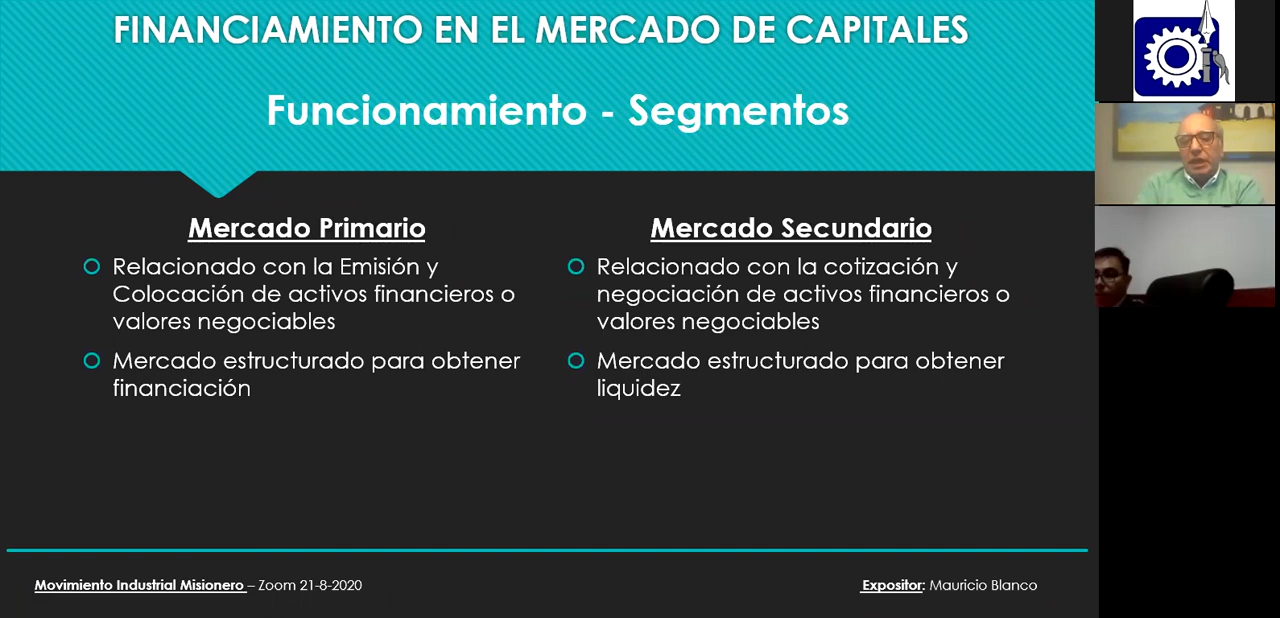 FINANCIAMIENTO EN EL MERCADO DE CAPITALES
Funcionamiento - Segmentos
Mercado Primario
Relacionado con la Emisión y
Colocación de activos financieros o
valores negociables
Mercado estructurado para obtener
financiación
Mercado Secundario
Relacionado con la cotización y
negociación de activos financieros o
valores negociables
Mercado estructurado para obtener
liquidez
Movimiento Industrial Misionero – Zoom 21-8-2020
Expositor: Mauricio Blanco